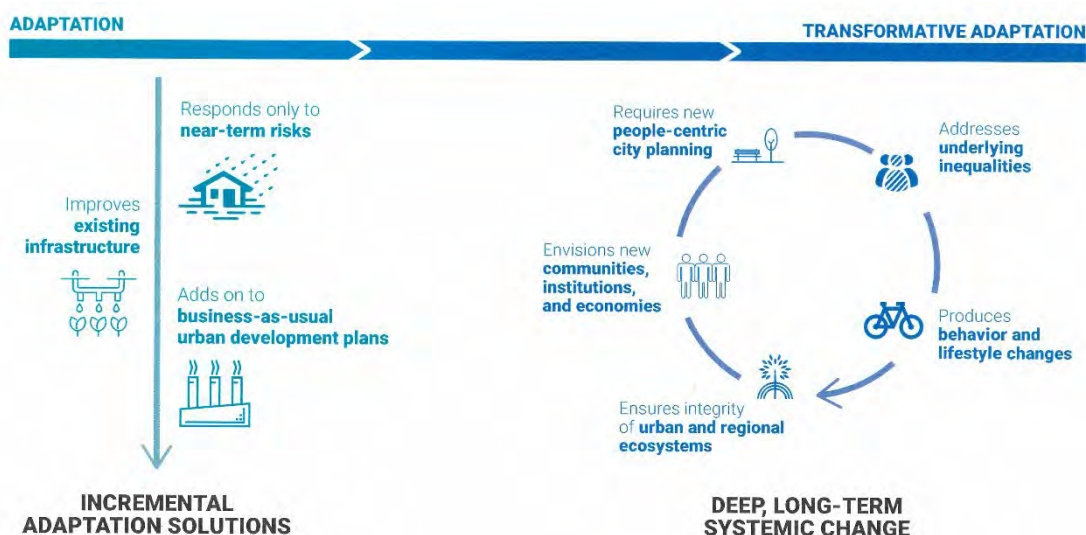 ADAPTATION
TRANSFORMATIVE ADAPTATION
Responds only to
near-term risks
Improves
existing
infrastructure
Adds on to
business-as-usual
urban development plans
INCREMENTAL
ADAPTATION SOLUTIONS
Requires new
people-centric
city planning
Addresses
underlying
inequalities
Envisions new
communities,
institutions,
and economies
Produces
behavior and
lifestyle changes
Ensures integrity
of urban and regional
ecosystems
DEEP, LONG-TERM
SYSTEMIC CHANGE